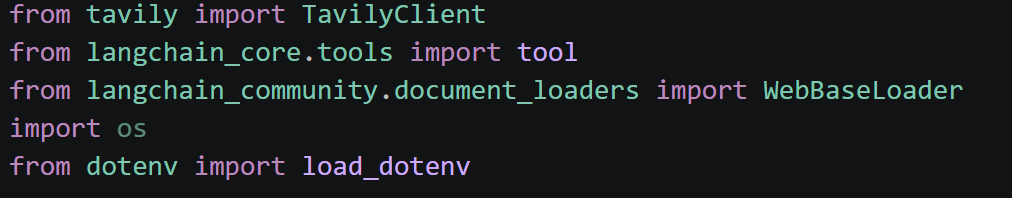 from tavily import TavilyClient
from langchain_core.tools import tool
from langchain_community.document_loaders import WebBaseLoader
import os
from dotenv import load_dotenv